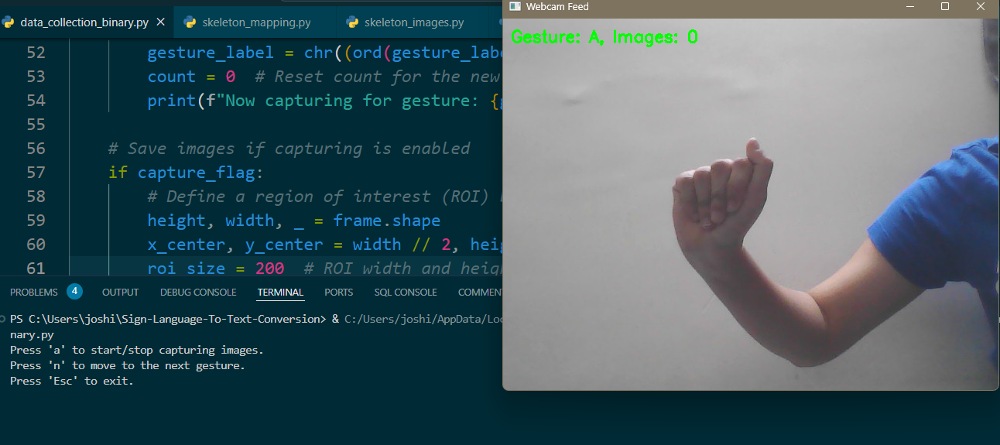 data_collection_binary.py
skeleton_mapping.py
skeleton_images.py
52 gesture_label = chr((ord(gesture_labe
53 count = 0 # Reset count for the new
54 print(f"Now capturing for gesture: {g
55
56 # Save images if capturing is enabled
57 if capture_flag:
58 # Define a region of interest (ROI)
59 height, width, _ = frame.shape
60 x_center, y_center = width // 2, heig
61 roi_size = 200 # ROI width and heigh
PROBLEMS 4 OUTPUT DEBUG CONSOLE TERMINAL PORTS SQL CONSOLE COMMEN
PS C:\Users\joshi\Sign-Language-To-Text-Conversion> & C:/Users/joshi/AppData/Loc
nary.py
Press 'a' to start/stop capturing images.
Press 'n' to move to the next gesture.
Press 'Esc' to exit.
Webcam Feed
Gesture: A, Images: 0